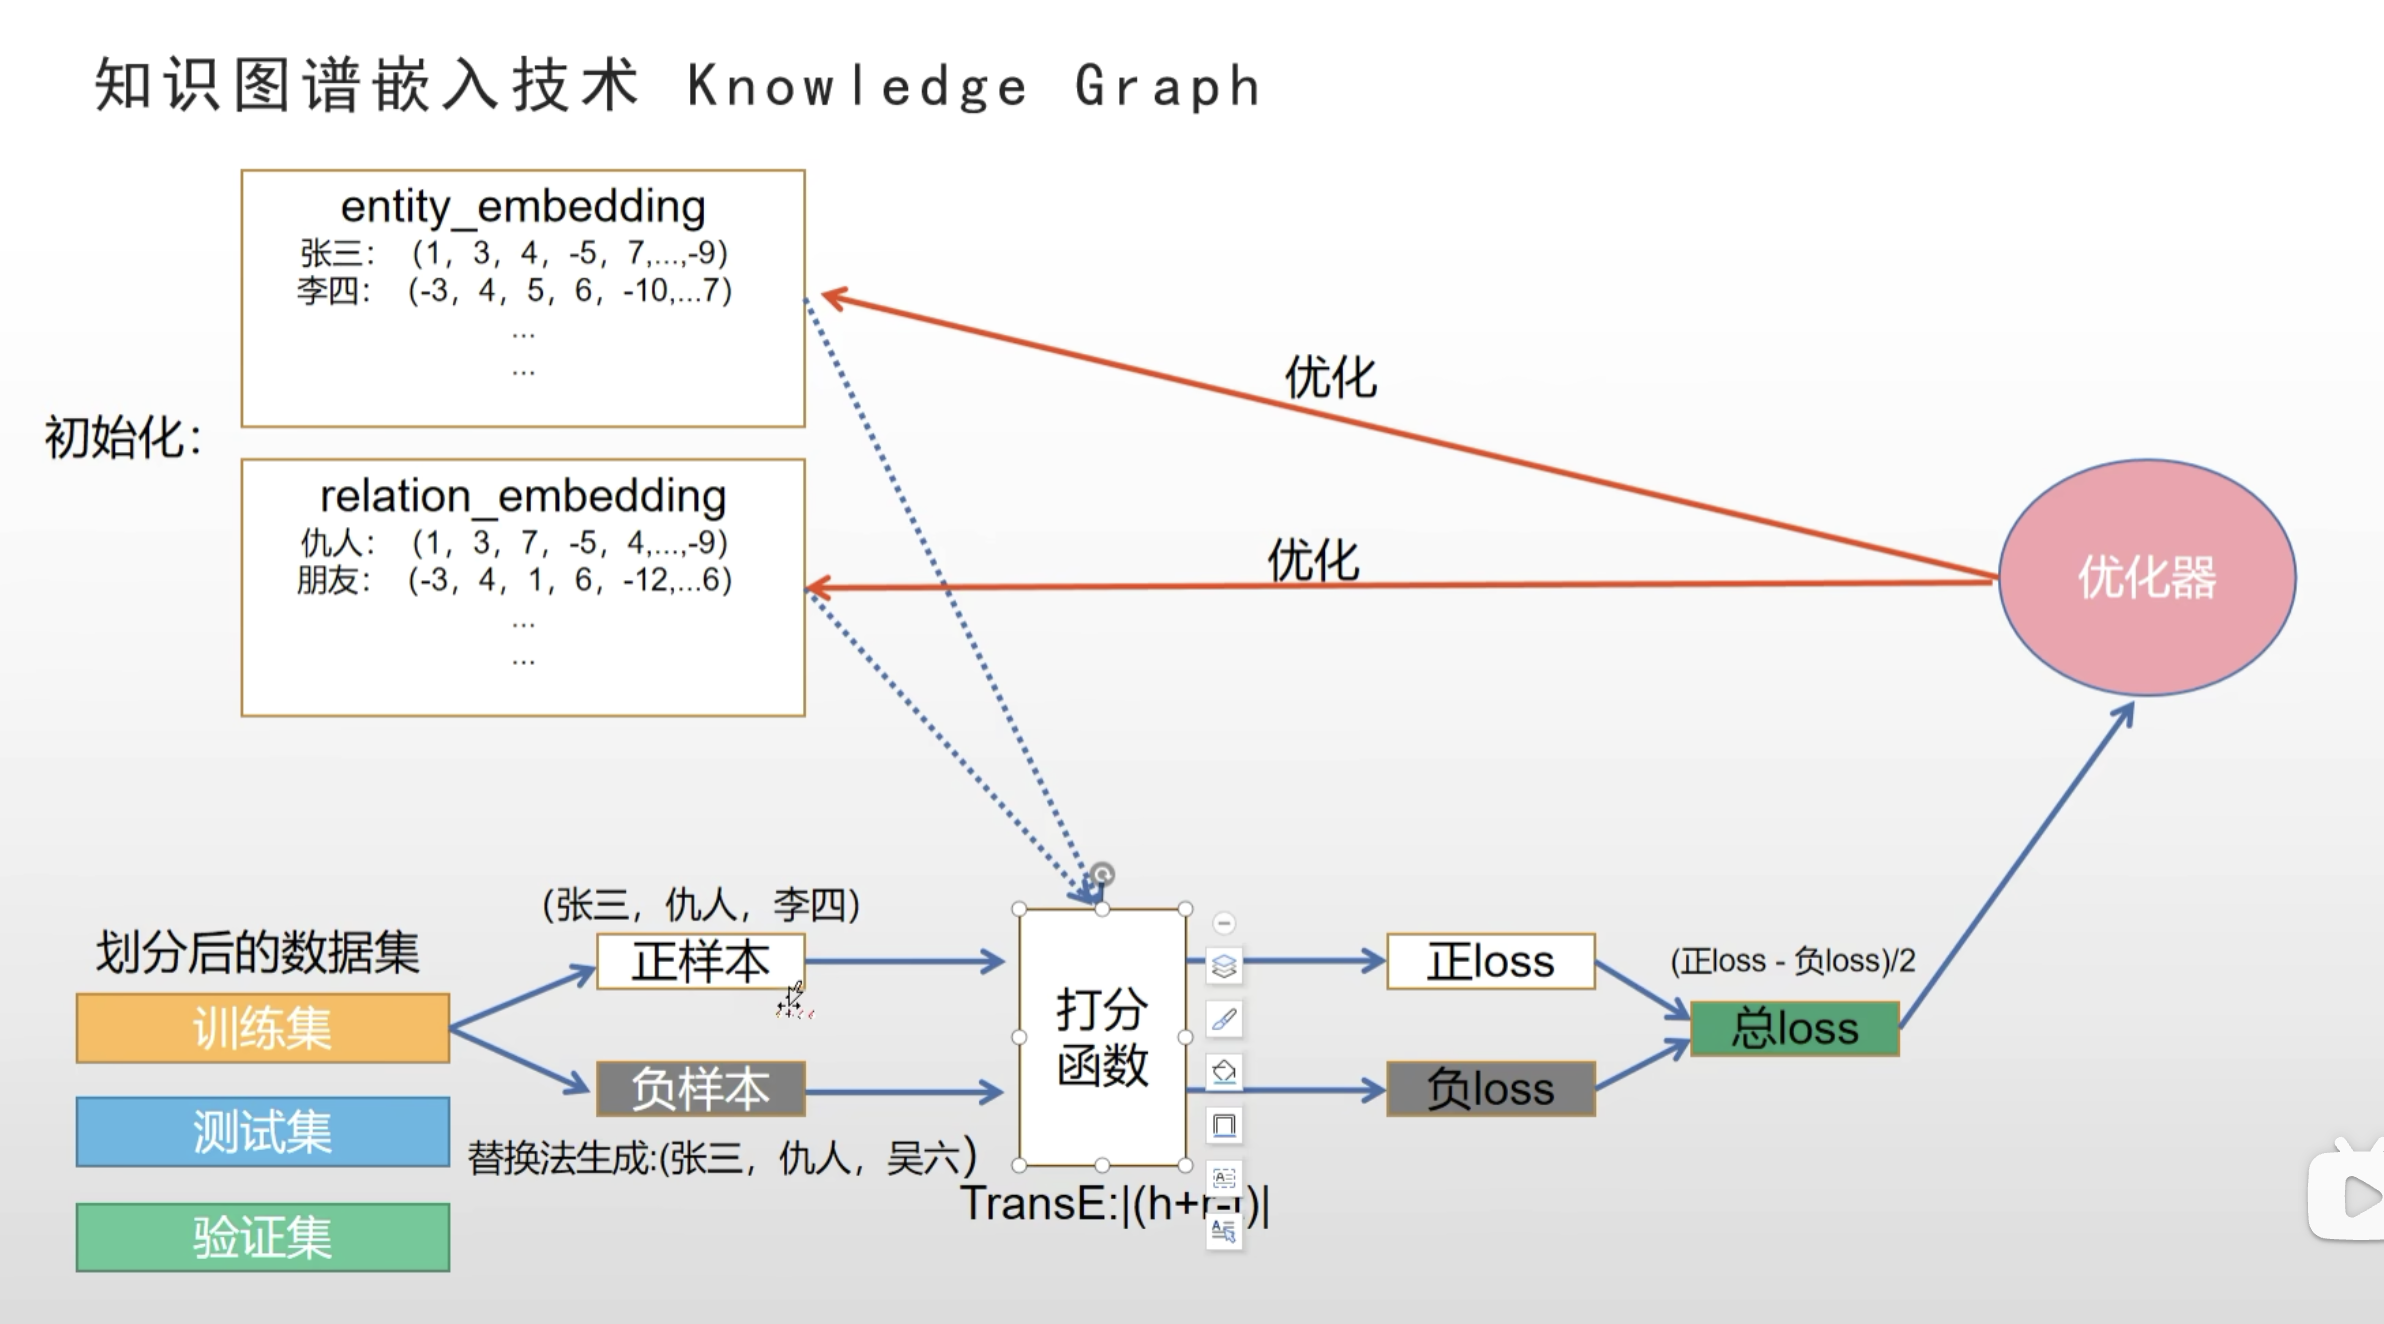 知识图谱嵌入技术 Knowledge Graph
entity_embedding
张三： （1，3，4，-5，7,...,-9）
李四： （-3，4，5，6，-10,...7）
...
...
初始化：
relation_embedding
仇人： （1，3，7，-5，4,...,-9）
朋友： （-3，4，1，6，-12,...6）
...
...
优化
优化
优化器
划分后的数据集
训练集
测试集
验证集
(张三，仇人，李四)
正样本
负样本
替换法生成:(张三，仇人，吴六)
打分
函数
正loss
负loss
(正loss - 负loss)/2
总loss